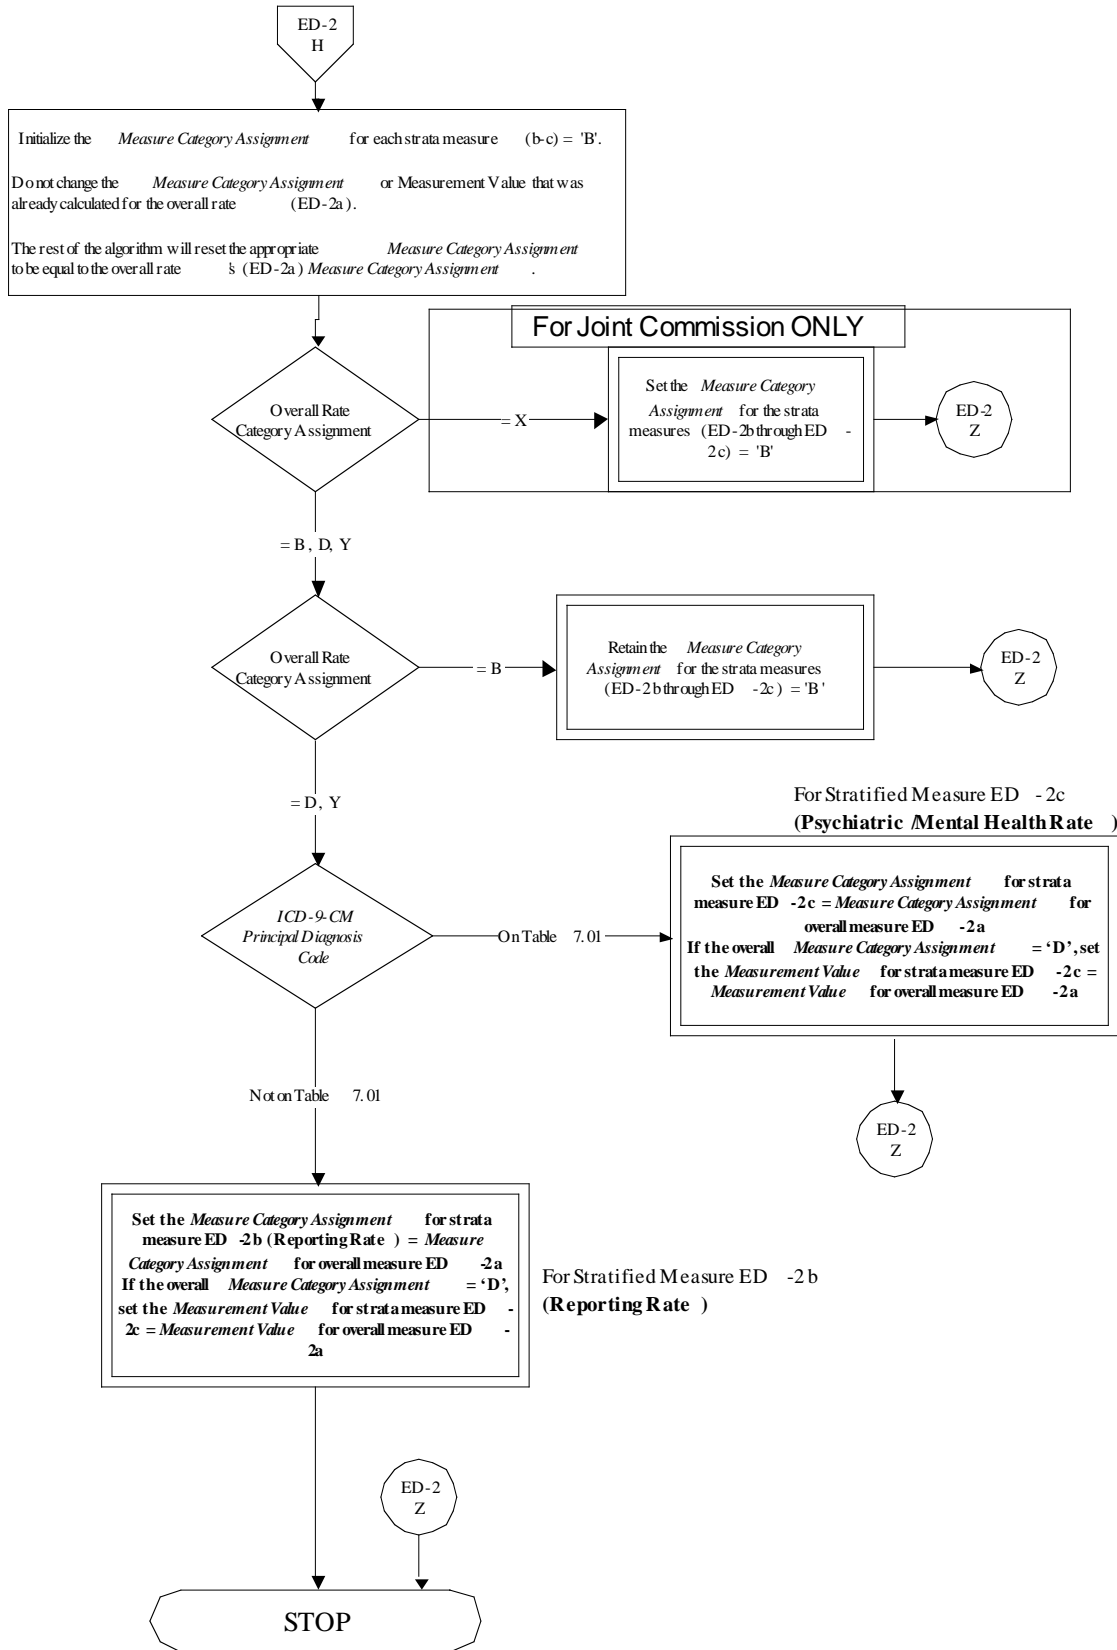 ED-2
H
Initialize the Measure Category Assignment for each strata measure (b-c) = 'B'.
Do not change the Measure Category Assignment or Measurement Value that was
already calculated for the overall rate (ED-2a).
The rest of the algorithm will reset the appropriate Measure Category Assignment
to be equal to the overall rate 's (ED-2a) Measure Category Assignment .
For Joint Commission ONLY
Overall Rate
Category Assignment
= X
Set the Measure Category
Assignment for the strata
measures (ED-2b through ED -
2c) = 'B'
ED-2
Z
= B, D, Y
Overall Rate
Category Assignment
= B
Retain the Measure Category
Assignment for the strata measures
(ED-2b through ED -2c) = 'B'
ED-2
Z
= D, Y
For Stratified Measure ED -2c
(Psychiatric /Mental Health Rate )
ICD-9-CM
Principal Diagnosis
Code
On Table 7.01
Set the Measure Category Assignment for strata
measure ED -2c = Measure Category Assignment for
overall measure ED -2a
If the overall Measure Category Assignment = ‘D’, set
the Measurement Value for strata measure ED -2c =
Measurement Value for overall measure ED -2a
Not on Table 7.01
ED-2
Z
Set the Measure Category Assignment for strata
measure ED -2b (Reporting Rate ) = Measure
Category Assignment for overall measure ED -2a
If the overall Measure Category Assignment = ‘D’,
set the Measurement Value for strata measure ED -
2c = Measurement Value for overall measure ED -
2a
For Stratified Measure ED -2b
(Reporting Rate )
ED-2
Z
STOP